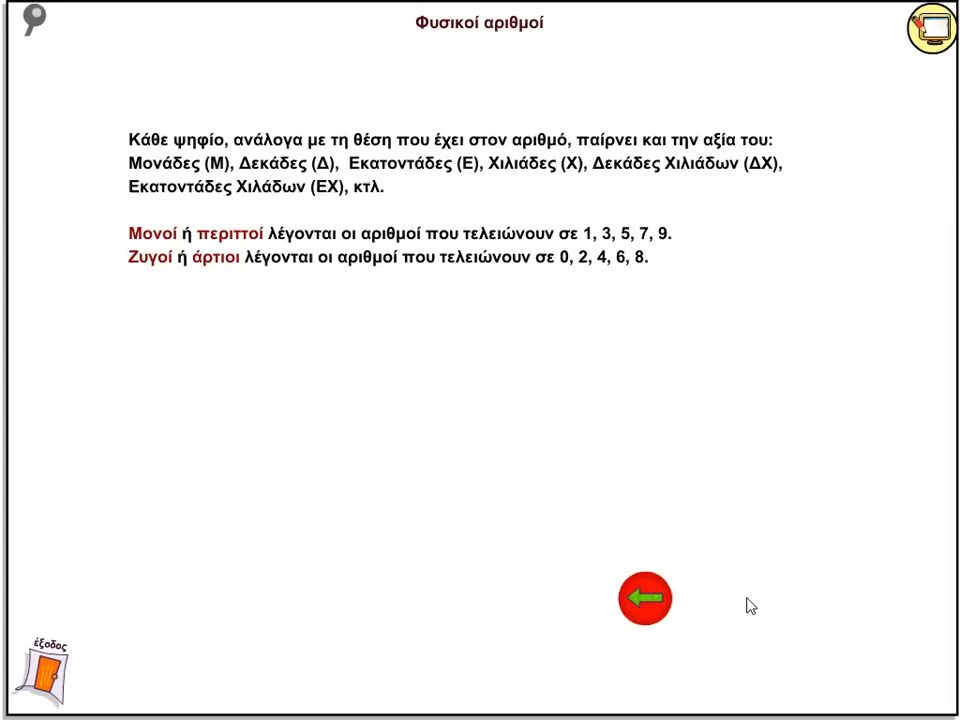 Φυσικοί αριθμοί
Κάθε ψηφίο, ανάλογα με τη θέση που έχει στον αριθμό, παίρνει και την αξία του:
Μονάδες (Μ), Δεκάδες (Δ), Εκατοντάδες (Ε), Χιλιάδες (Χ), Δεκάδες Χιλιάδων (ΔΧ),
Εκατοντάδες Χιλάδων (ΕΧ), κτλ.
Μονοί ή περιττοί λέγονται οι αριθμοί που τελειώνουν σε 1, 3, 5, 7, 9.
Ζυγοί ή άρτιοι λέγονται οι αριθμοί που τελειώνουν σε 0, 2, 4, 6, 8.
έξοδος